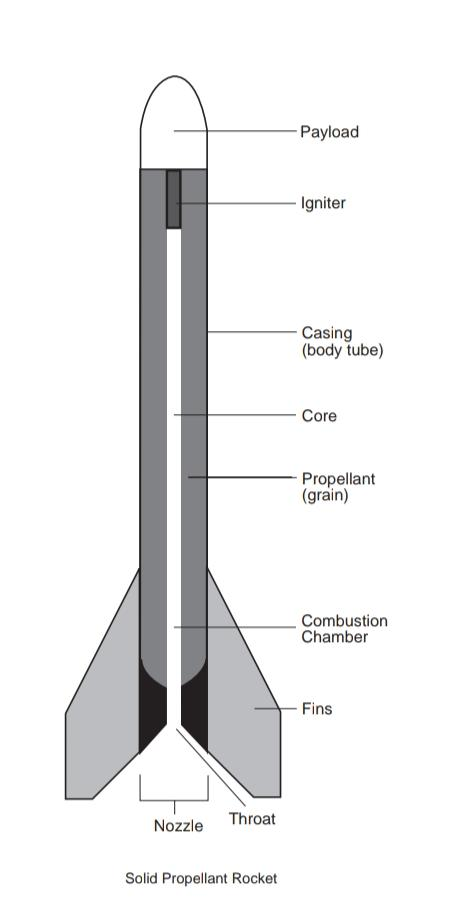 Payload
Igniter
Casing
(body tube)
Core
Propellant
(grain)
Combustion
Chamber
Fins
Throat
Nozzle
Solid Propellant Rocket